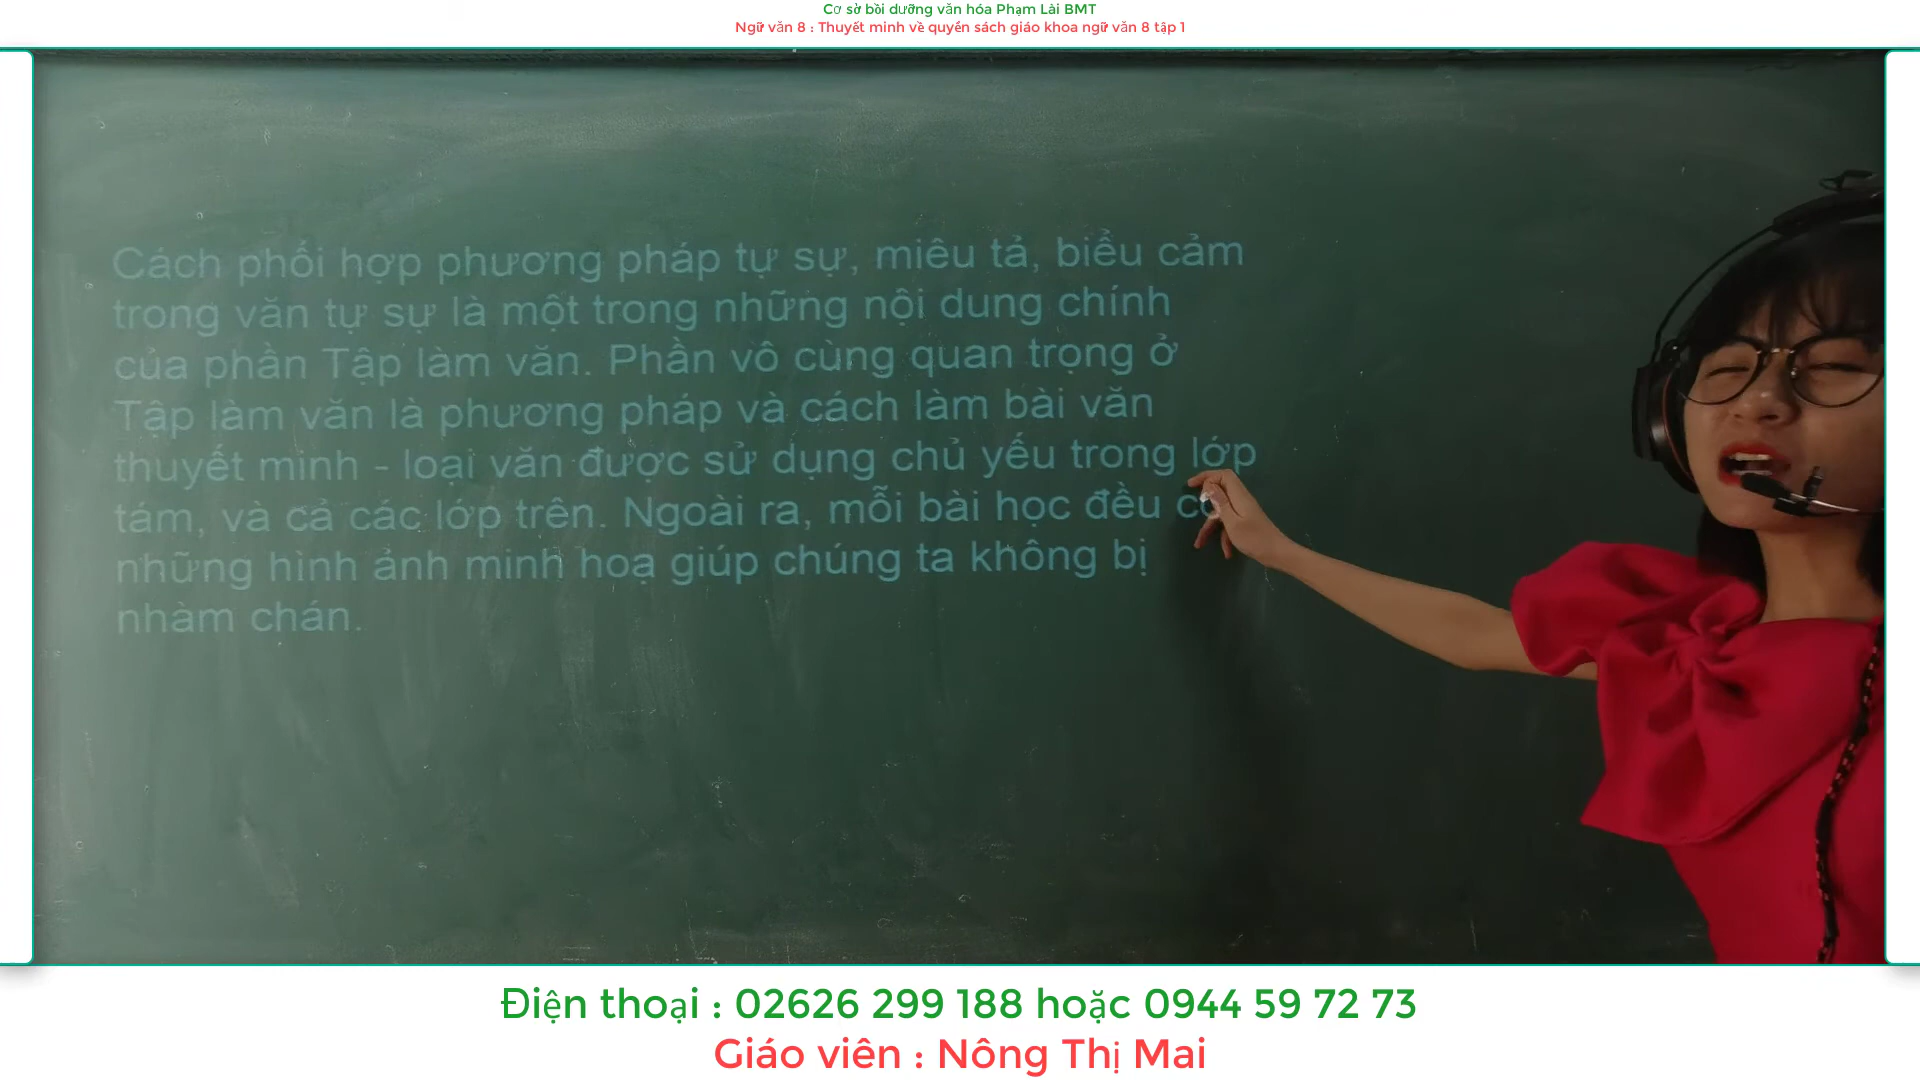 Cơ sở bồi dưỡng văn hóa Phạm Lài BMT
Ngữ văn 8 : Thuyết minh về quyển sách giáo khoa ngữ văn 8 tập 1
Cách phối hợp phương pháp tự sự, miêu tả, biểu cảm
trong văn tự sự là một trong những nội dung chính
của phần Tập làm văn. Phần vô cùng quan trọng ở
Tập làm văn là phương pháp và cách làm bài văn
thuyết minh - loại văn được sử dụng chủ yếu trong lớp
tám, và cả các lớp trên. Ngoài ra, mỗi bài học đều có
những hình ảnh minh hoạ giúp chúng ta không bị
nhàm chán.
Điện thoại : 02626 299 188 hoặc 0944 59 72 73
Giáo viên : Nông Thị Mai